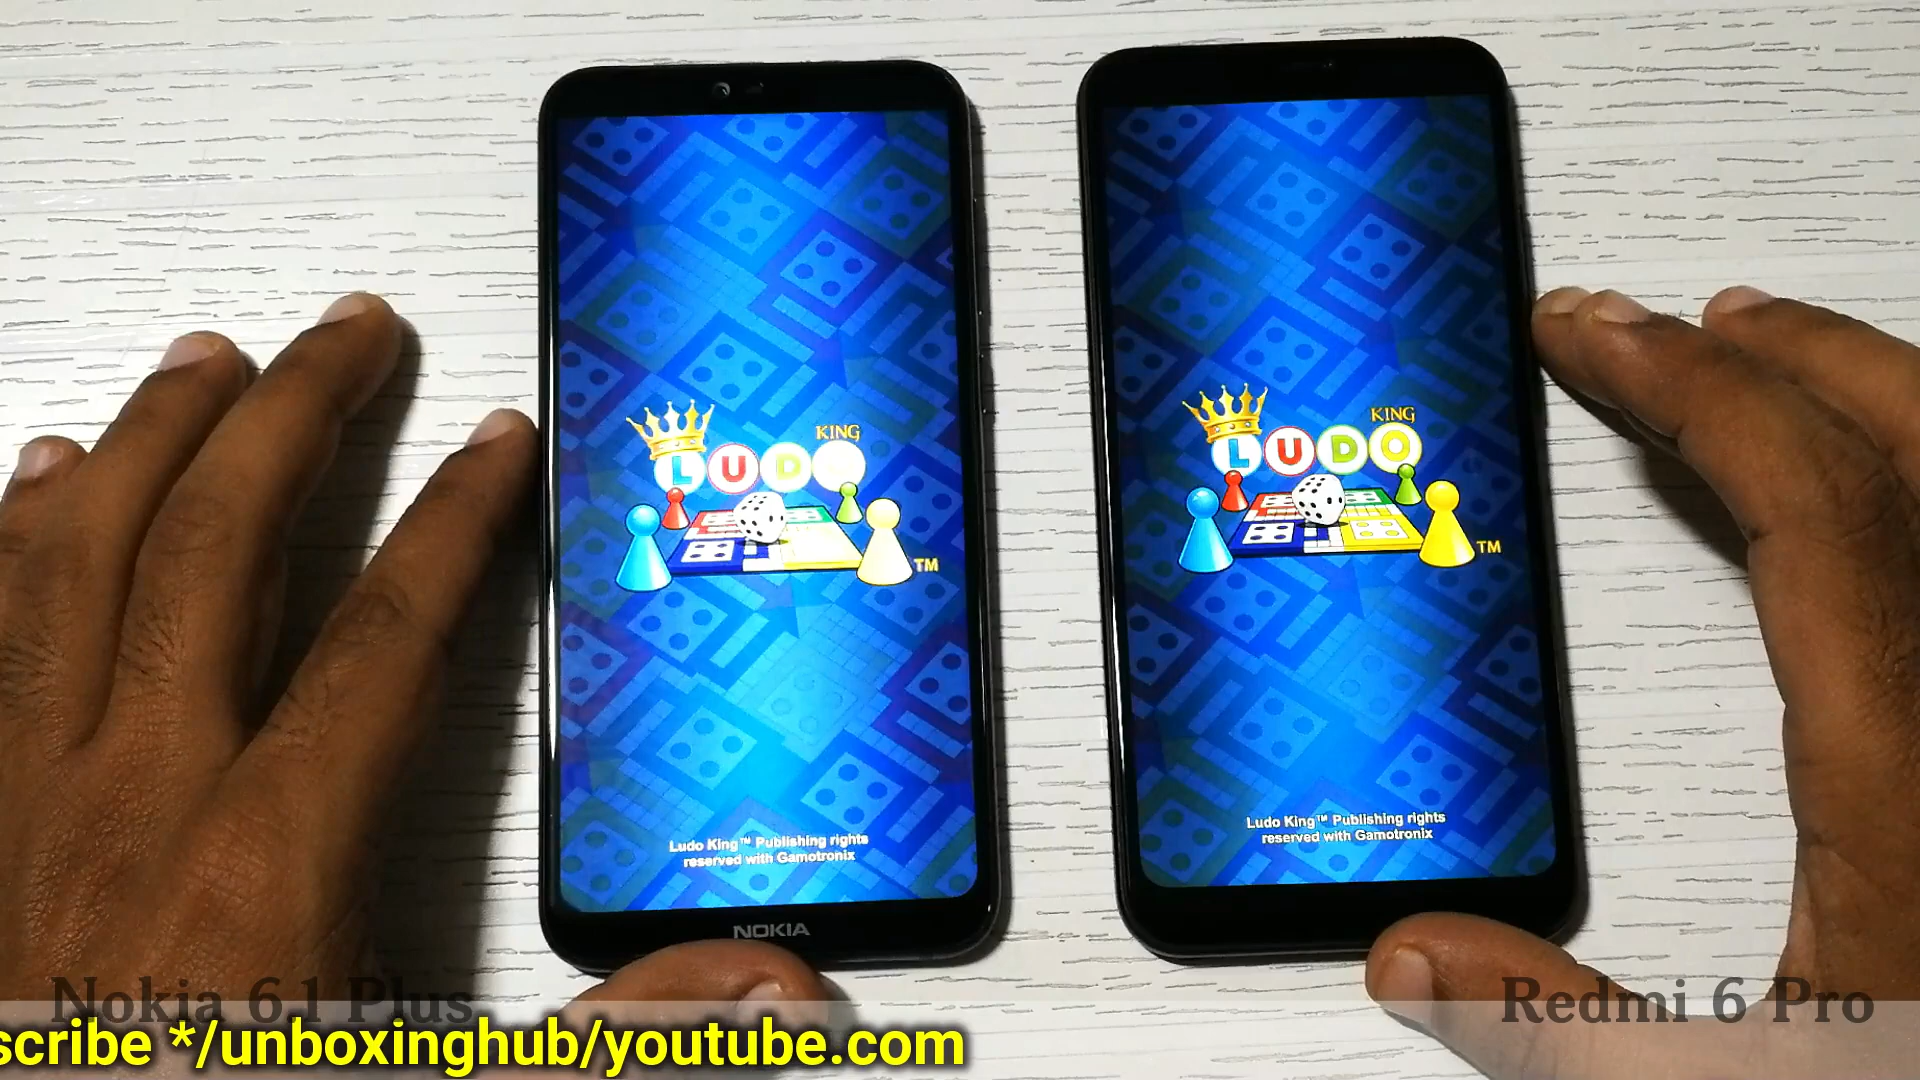 KING
LUDO
TM
Ludo King™ Publishing rights
reserved with Gamotronix
NOKIA
KING
LUDO
TM
Ludo King™ Publishing rights
reserved with Gamotronix
Nokia 6.1 Plus
Redmi 6 Pro
scribe */unboxinghub/youtube.com